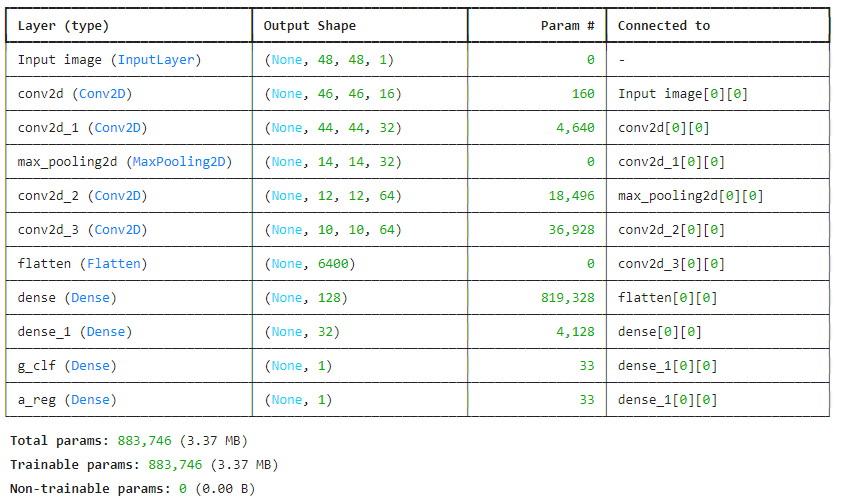 Layer (type) Output Shape Param # Connected to
Input image (InputLayer) (None, 48, 48, 1) 0 -
conv2d (Conv2D) (None, 46, 46, 16) 160 Input image[0][0]
conv2d_1 (Conv2D) (None, 44, 44, 32) 4,640 conv2d[0][0]
max_pooling2d (MaxPooling2D) (None, 14, 14, 32) 0 conv2d_1[0][0]
conv2d_2 (Conv2D) (None, 12, 12, 64) 18,496 max_pooling2d[0][0]
conv2d_3 (Conv2D) (None, 10, 10, 64) 36,928 conv2d_2[0][0]
flatten (Flatten) (None, 6400) 0 conv2d_3[0][0]
dense (Dense) (None, 128) 819,328 flatten[0][0]
dense_1 (Dense) (None, 32) 4,128 dense[0][0]
g_clf (Dense) (None, 1) 33 dense_1[0][0]
a_reg (Dense) (None, 1) 33 dense_1[0][0]
Total params: 883,746 (3.37 MB)
Trainable params: 883,746 (3.37 MB)
Non-trainable params: 0 (0.00 B)